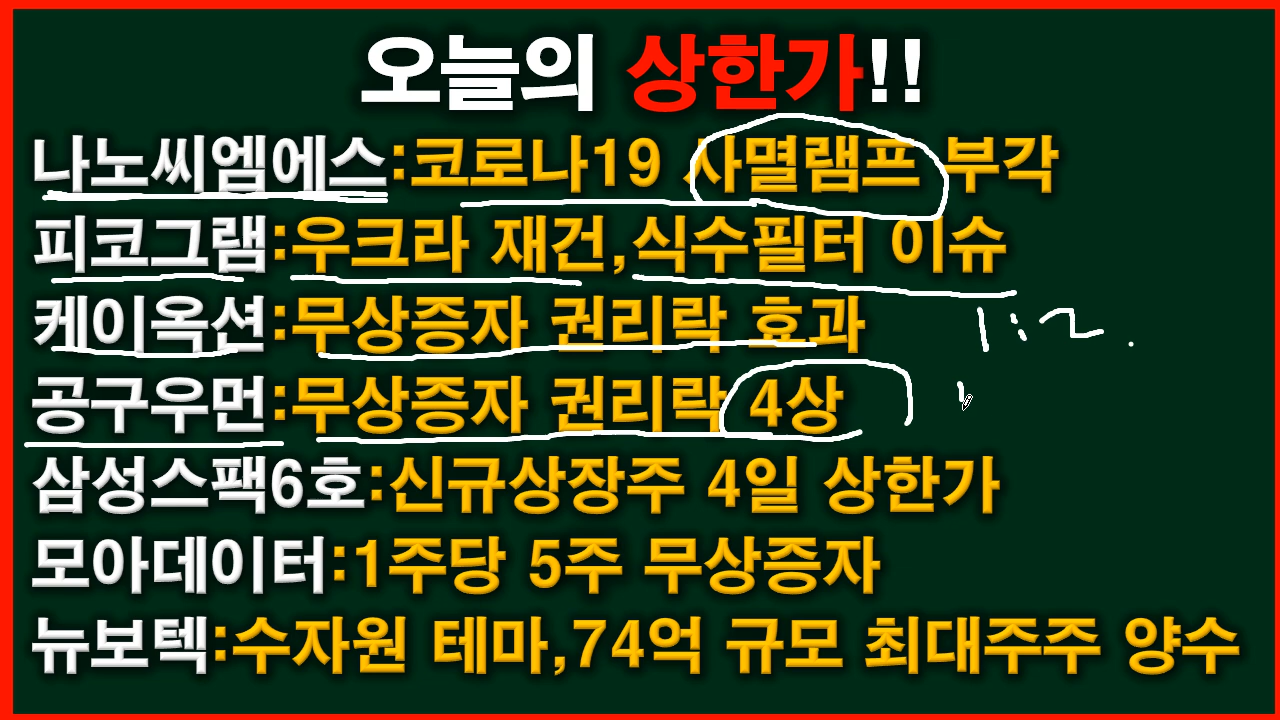 오늘의 상한가!!
나노씨엠에스:코로나19 사멸램프 부각
피코그램:우크라 재건,식수필터 이슈
케이옥션:무상증자 권리락 효과
1:2.
공구우먼:무상증자 권리락 4상
삼성스팩6호:신규상장주 4일 상한가
모아데이터:1주당 5주 무상증자
뉴보텍:수자원 테마,74억 규모 최대주주 양수